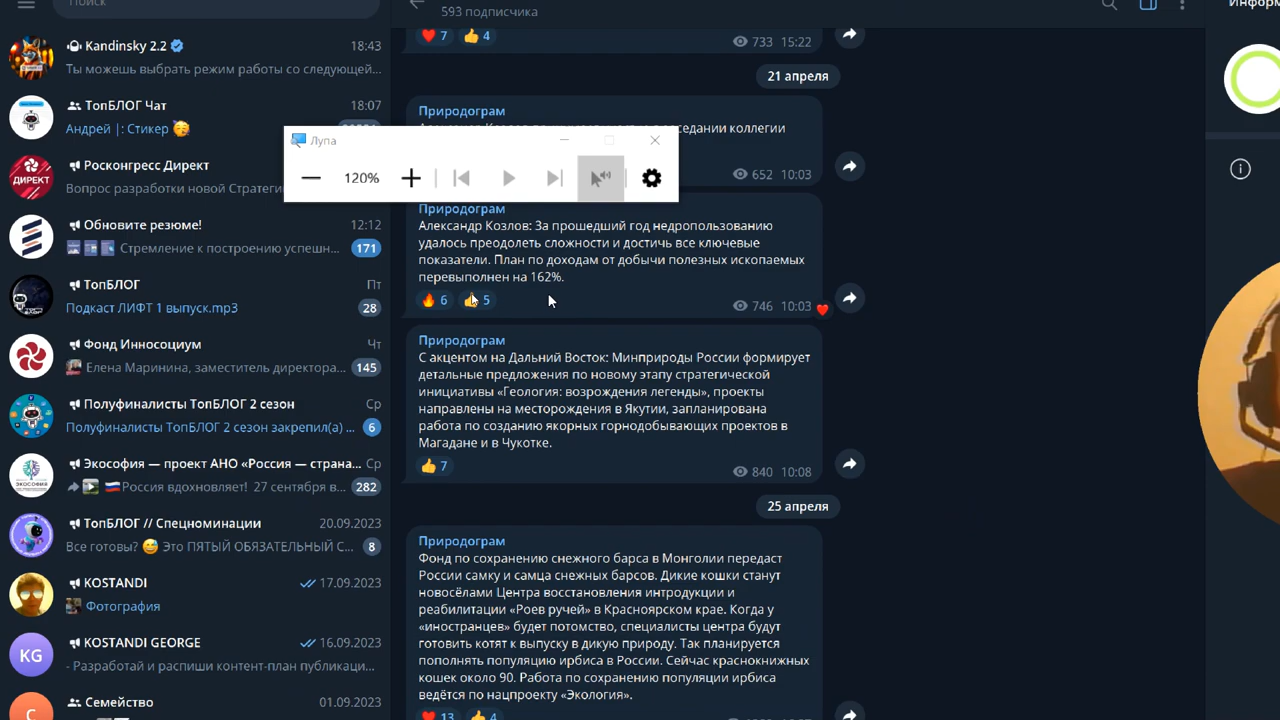 Поиск
Kandinsky 2.2
18:43
Ты можешь выбрать режим работы со следующей...
ТопБЛОГ Чат
18:07
Андрей |: Стикер 🥳
Росконгресс Директ
Вопрос разработки новой Стратеги
Обновите резюме!
12:12
Стремление к построению успешн...
171
ТопБЛОГ
Пт
Подкаст ЛИФТ 1 выпуск.mp3
28
Фонд Инносоциум
Чт
Елена Маринина, заместитель директора...
145
Полуфиналисты ТопБЛОГ 2 сезон
Ср
Полуфиналисты ТопБЛОГ 2 сезон закрепил(а) ...
6
Экософия — проект АНО «Россия — страна...
Ср
🇷🇺Россия вдохновляет! 27 сентября в...
282
ТопБЛОГ // Спецноминации
20.09.2023
Все готовы? 😅 Это ПЯТЫЙ ОБЯЗАТЕЛЬНЫЙ С...
8
KOSTANDI
17.09.2023
Фотография
KG
KOSTANDI GEORGE
16.09.2023
- Разработай и распиши контент-план публикаци...
С
Семейство
01.09.2023
593 подписчика
❤️ 7 👍 4
733 15:22
21 апреля
Природограм
седании коллегии
652 10:03
Лупа
120%
Природограм
Александр Козлов: За прошедший год недропользованию
удалось преодолеть сложности и достичь все ключевые
показатели. План по доходам от добычи полезных ископаемых
перевыполнен на 162%.
🔥 6 👍 5
746 10:03
Природограм
С акцентом на Дальний Восток: Минприроды России формирует
детальные предложения по новому этапу стратегической
инициативы «Геология: возрождения легенды», проекты
направлены на месторождения в Якутии, запланирована
работа по созданию якорных горнодобывающих проектов в
Магадане и в Чукотке.
👍 7
840 10:08
25 апреля
Природограм
Фонд по сохранению снежного барса в Монголии передаст
России самку и самца снежных барсов. Дикие кошки станут
новосёлами Центра восстановления интродукции и
реабилитации «Роев ручей» в Красноярском крае. Когда у
«иностранцев» будет потомство, специалисты центра будут
готовить котят к выпуску в дикую природу. Так планируется
пополнять популяцию ирбиса в России. Сейчас краснокнижных
кошек около 90. Работа по сохранению популяции ирбиса
ведётся по нацпроекту «Экология».
❤️ 13 👍 4
Информ